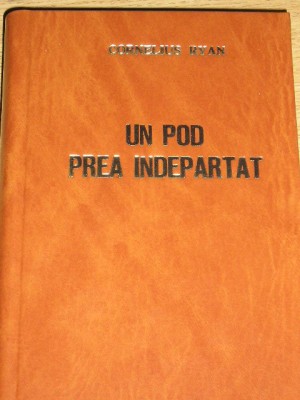 CORNELIUS RYAN
UN POD
PREA INDEPARTAT